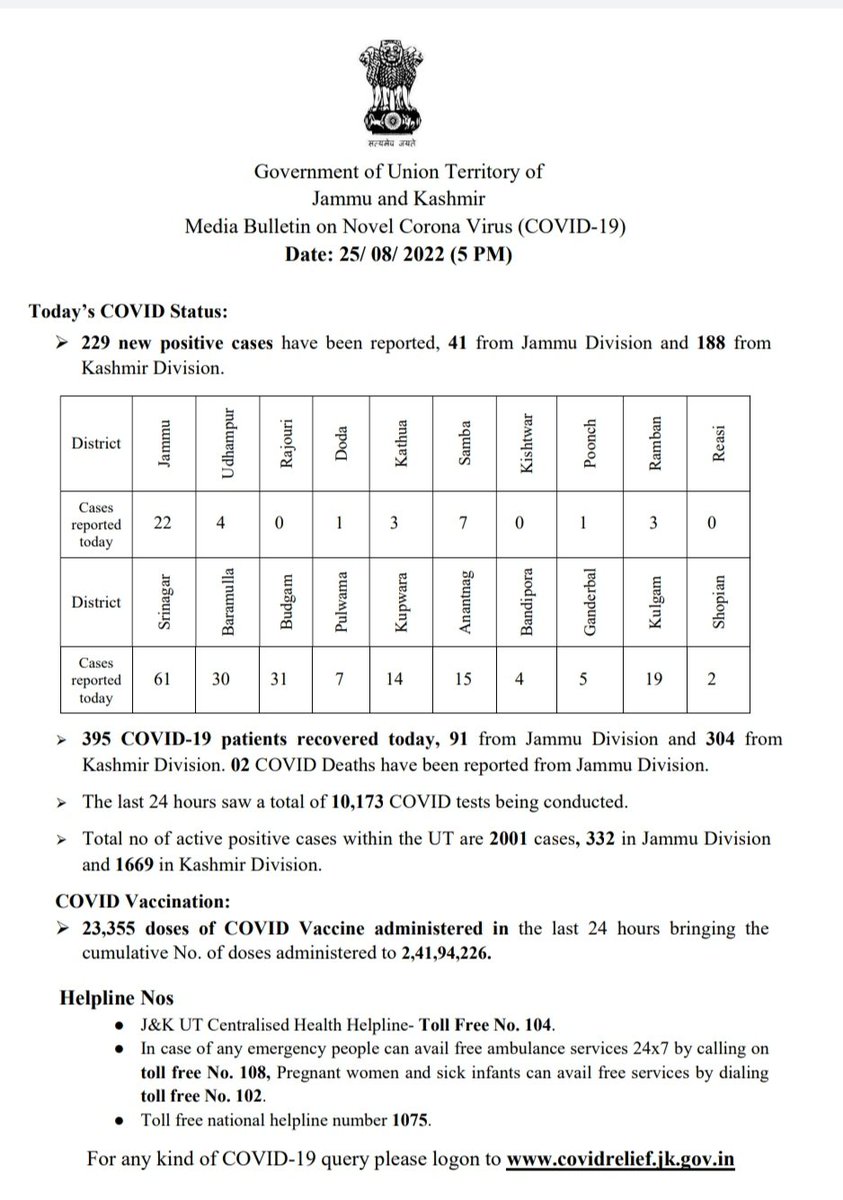 सत्यमेव जयते
Government of Union Territory of
Jammu and Kashmir
Media Bulletin on Novel Corona Virus (COVID-19)
Date: 25/ 08/ 2022 (5 PM)
Today's COVID Status:
➢ 229 new positive cases have been reported, 41 from Jammu Division and 188 from
Kashmir Division.
District Jammu Udhampur Rajouri Doda Kathua Samba Kishtwar Poonch Ramban Reasi
Cases
reported
today
22 4 0 1 3 7 0 1 3 0
District Srinagar Baramulla Budgam Pulwama Kupwara Anantnag Bandipora Ganderbal Kulgam Shopian
Cases
reported
today
61 30 31 7 14 15 4 5 19 2
➢ 395 COVID-19 patients recovered today, 91 from Jammu Division and 304 from
Kashmir Division. 02 COVID Deaths have been reported from Jammu Division.
➢ The last 24 hours saw a total of 10,173 COVID tests being conducted.
➢ Total no of active positive cases within the UT are 2001 cases, 332 in Jammu Division
and 1669 in Kashmir Division.
COVID Vaccination:
➢ 23,355 doses of COVID Vaccine administered in the last 24 hours bringing the
cumulative No. of doses administered to 2,41,94,226.
Helpline Nos
● J&K UT Centralised Health Helpline- Toll Free No. 104.
● In case of any emergency people can avail free ambulance services 24x7 by calling on
toll free No. 108, Pregnant women and sick infants can avail free services by dialing
toll free No. 102.
● Toll free national helpline number 1075.
For any kind of COVID-19 query please logon to www.covidrelief.jk.gov.in